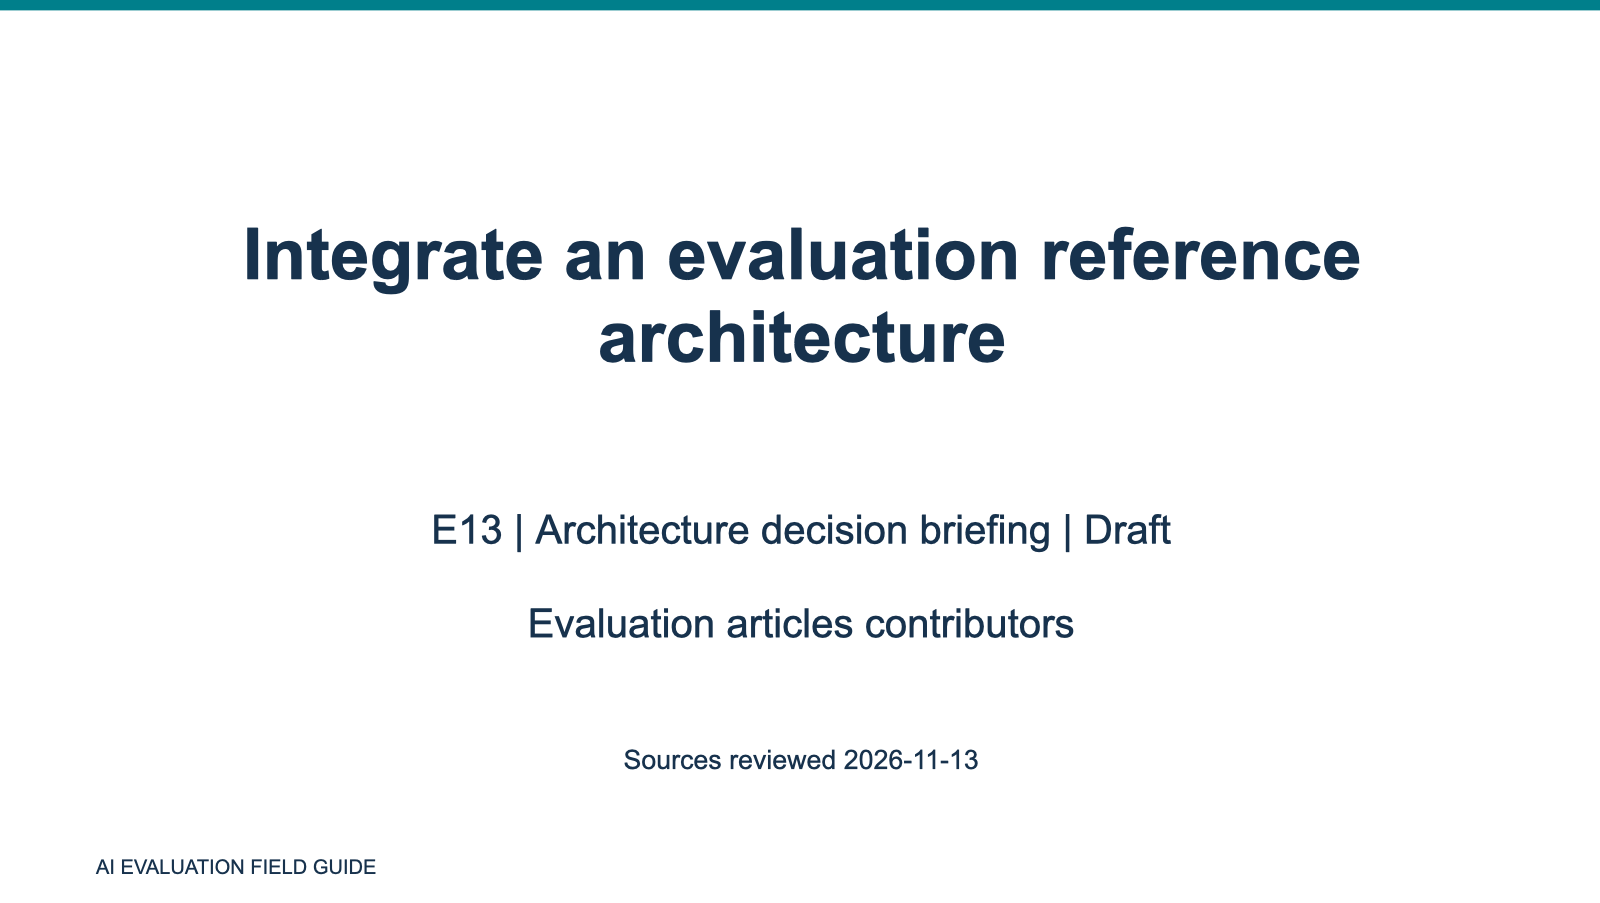 Integrate an evaluation reference
architecture
E13 | Architecture decision briefing | Draft
Evaluation articles contributors
Sources reviewed 2026-11-13
AI EVALUATION FIELD GUIDE